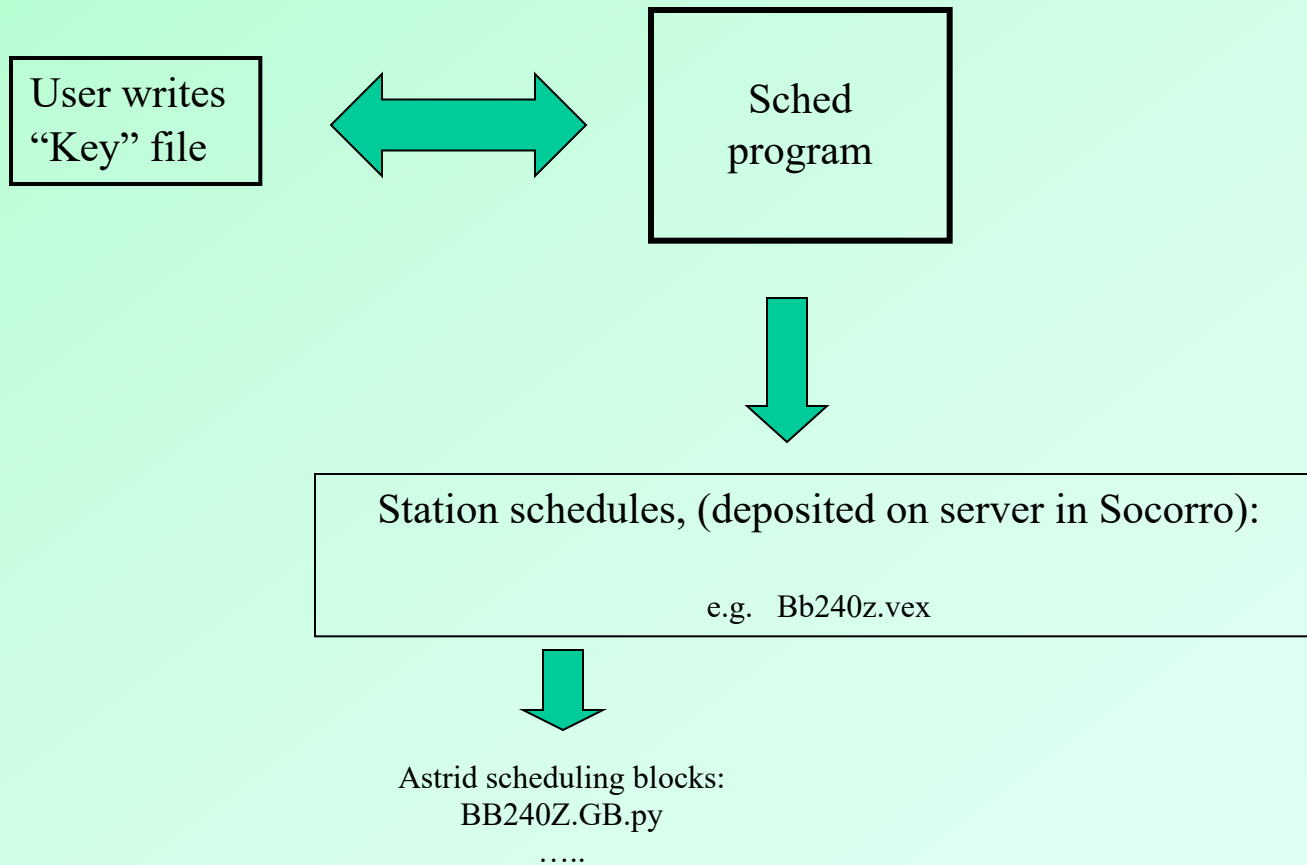 User writes
“Key” file
Sched
program
Station schedules, (deposited on server in Socorro):
e.g. Bb240z.vex
Astrid scheduling blocks:
BB240Z.GB.py
…..